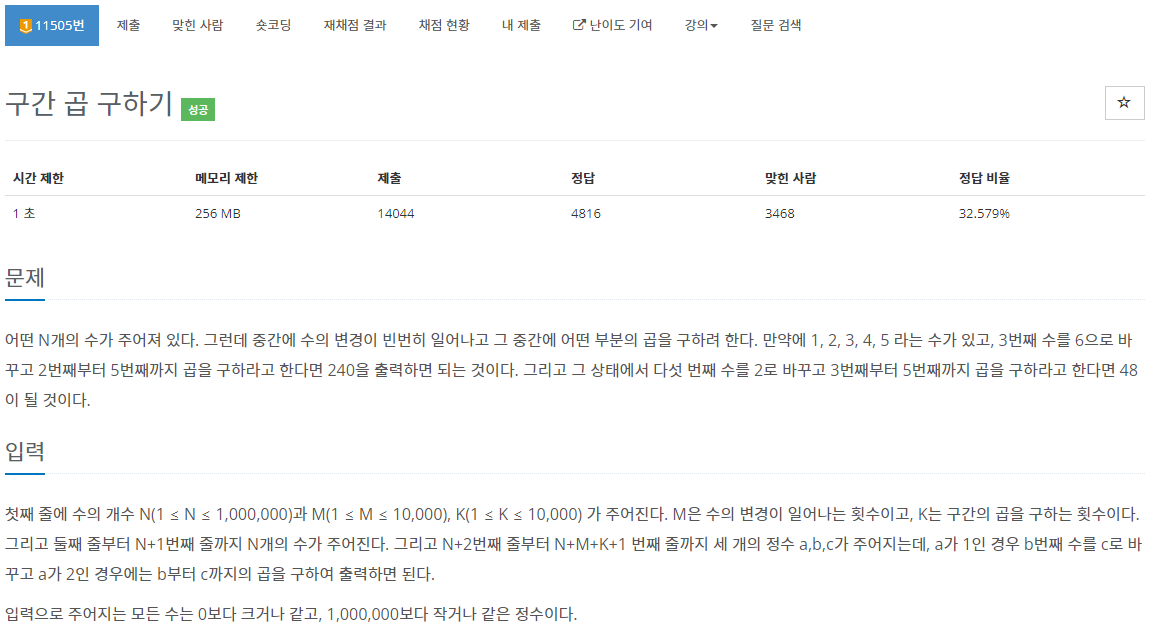 1 11505번 제출 맞힌 사람 숏코딩 재채점 결과 채점 현황 내 제출 난이도 기여 강의 질문 검색
구간 곱 구하기 성공
시간 제한 메모리 제한 제출 정답 맞힌 사람 정답 비율
1 초 256 MB 14044 4816 3468 32.579%
문제
어떤 N개의 수가 주어져 있다. 그런데 중간에 수의 변경이 빈번히 일어나고 그 중간에 어떤 부분의 곱을 구하려 한다. 만약에 1, 2, 3, 4, 5 라는 수가 있고, 3번째 수를 6으로 바
꾸고 2번째부터 5번째까지 곱을 구하라고 한다면 240을 출력하면 되는 것이다. 그리고 그 상태에서 다섯 번째 수를 2로 바꾸고 3번째부터 5번째까지 곱을 구하라고 한다면 48
이 될 것이다.
입력
첫째 줄에 수의 개수 N(1 ≤ N ≤ 1,000,000)과 M(1 ≤ M ≤ 10,000), K(1 ≤ K ≤ 10,000) 가 주어진다. M은 수의 변경이 일어나는 횟수이고, K는 구간의 곱을 구하는 횟수이다.
그리고 둘째 줄부터 N+1번째 줄까지 N개의 수가 주어진다. 그리고 N+2번째 줄부터 N+M+K+1 번째 줄까지 세 개의 정수 a,b,c가 주어지는데, a가 1인 경우 b번째 수를 c로 바
꾸고 a가 2인 경우에는 b부터 c까지의 곱을 구하여 출력하면 된다.
입력으로 주어지는 모든 수는 0보다 크거나 같고, 1,000,000보다 작거나 같은 정수이다.